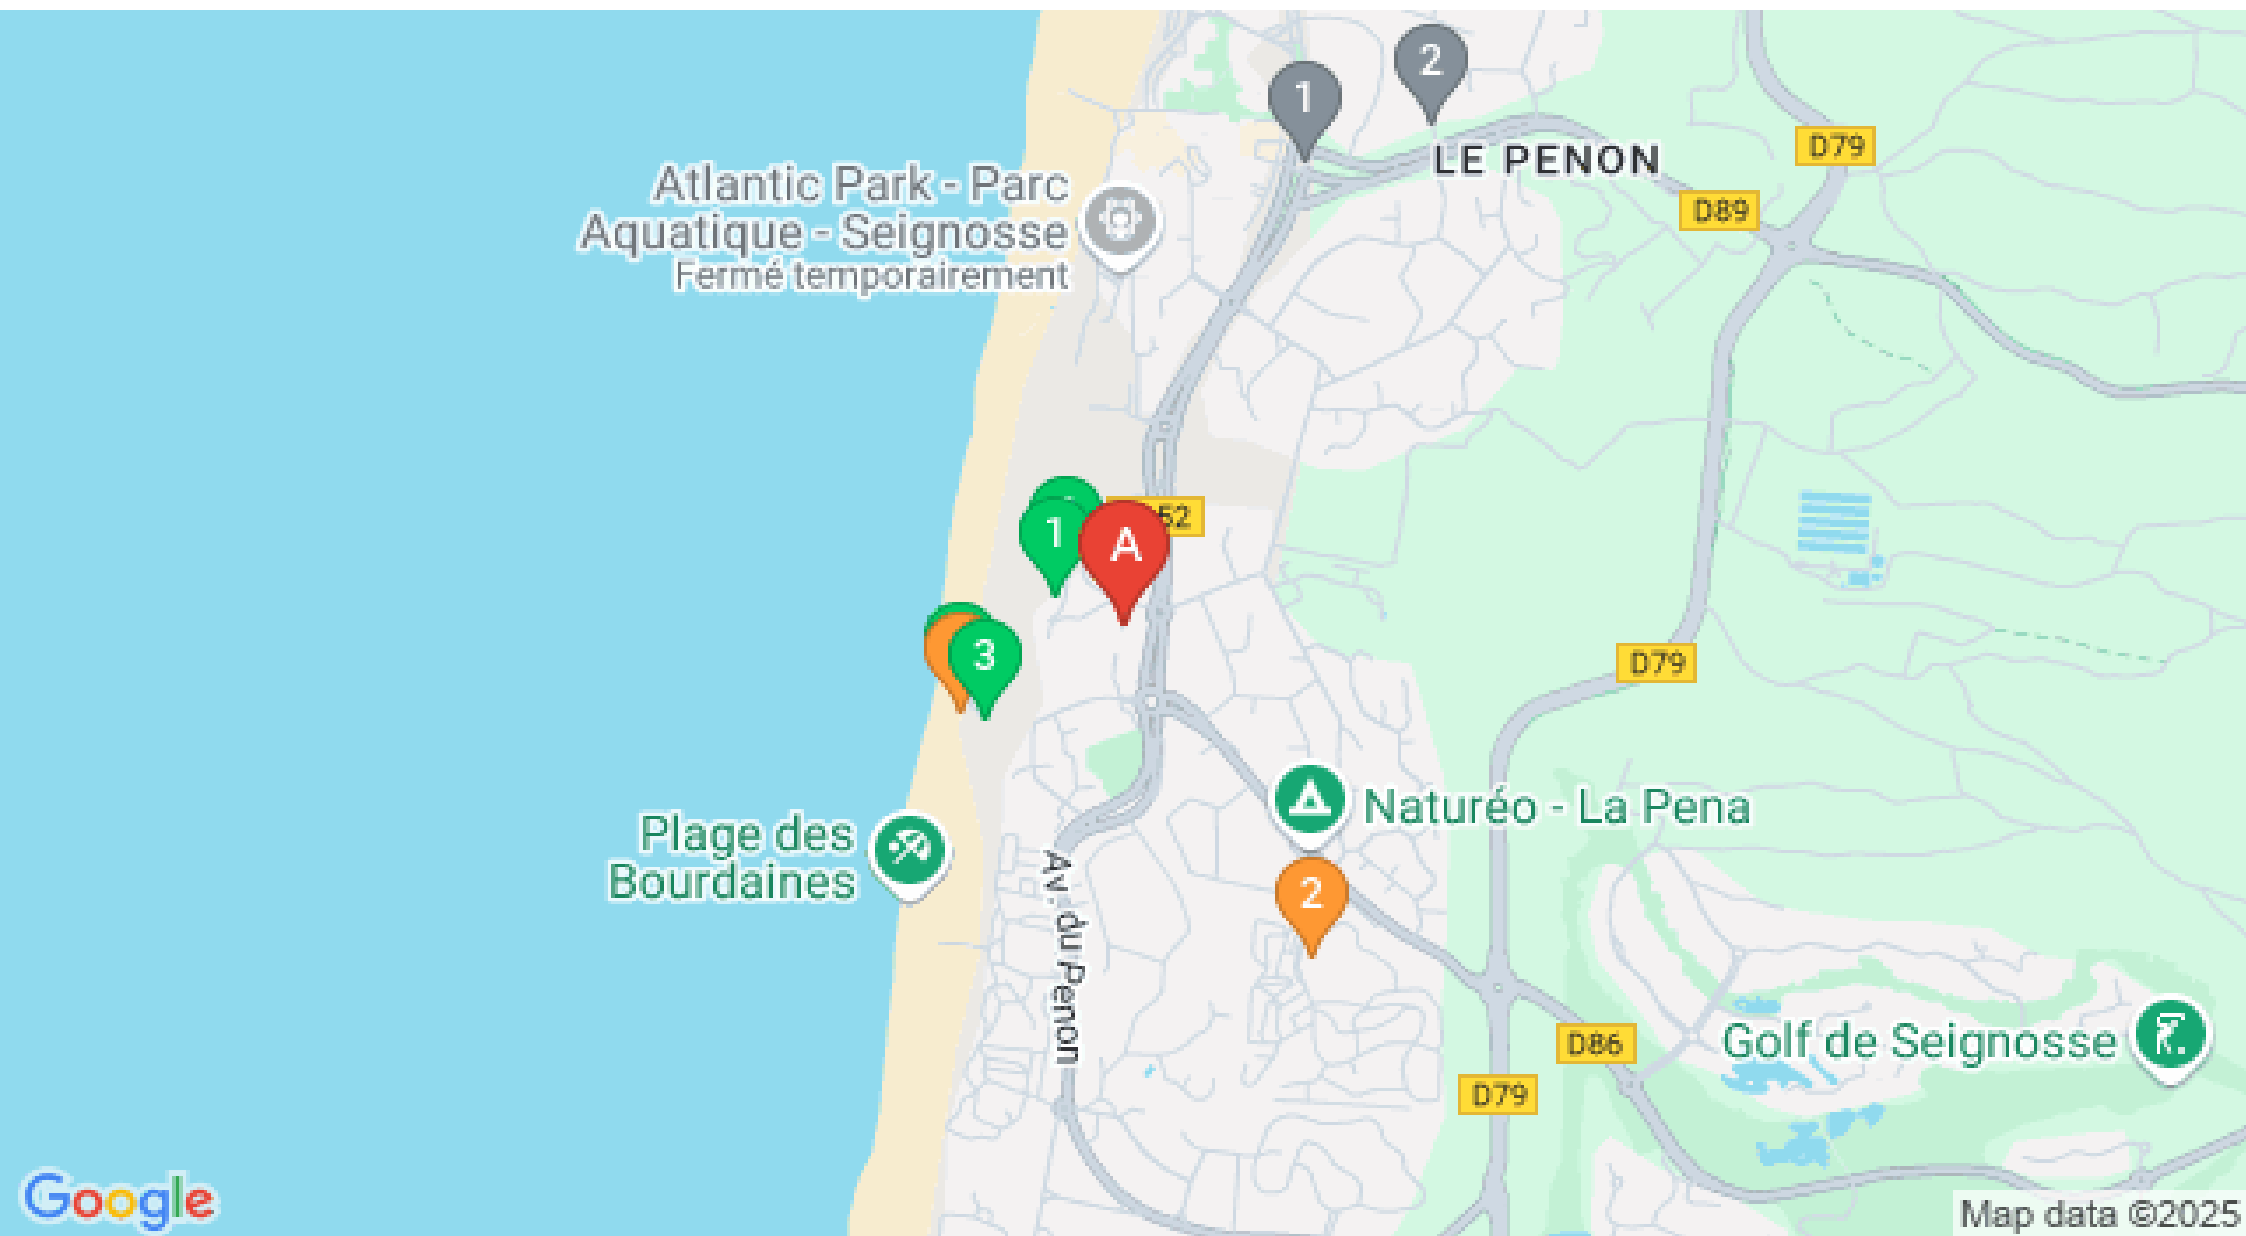 2
1
LE PENON
D79
D89
Atlantic Park - Parc
Aquatique - Seignosse
Fermé temporairement
52
1
A
3
D79
Naturéo - La Pena
Plage des
Bourdaines
2
Av. du Penon
D86
Golf de Seignosse
D79
Google
Map data ©2025